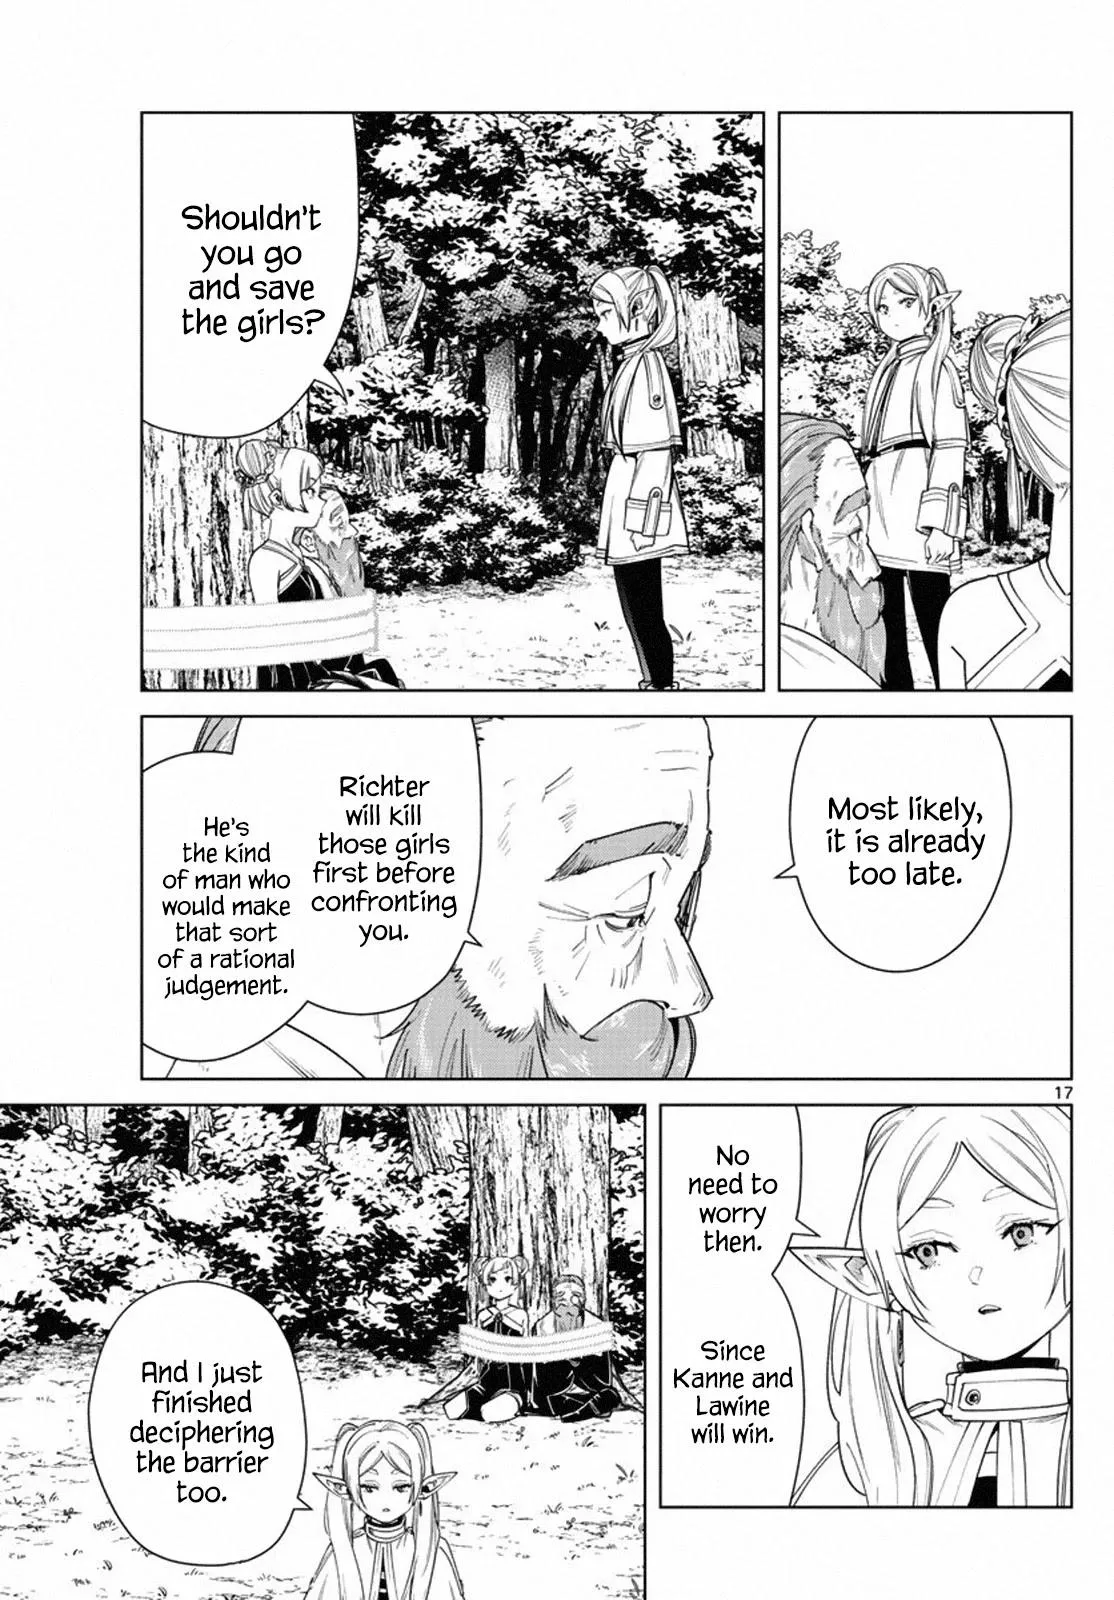 Shouldn't
you go
and save
the girls?
Most likely,
it is already
too late.
Richter
will kill
those girls
first before
confronting
you.
He's
the kind
of man who
would make
that sort
of a rational
judgement.
17
No
need to
worry
then.
Since
Kanne and
Lawine
will win.
And I just
finished
deciphering
the barrier
too.